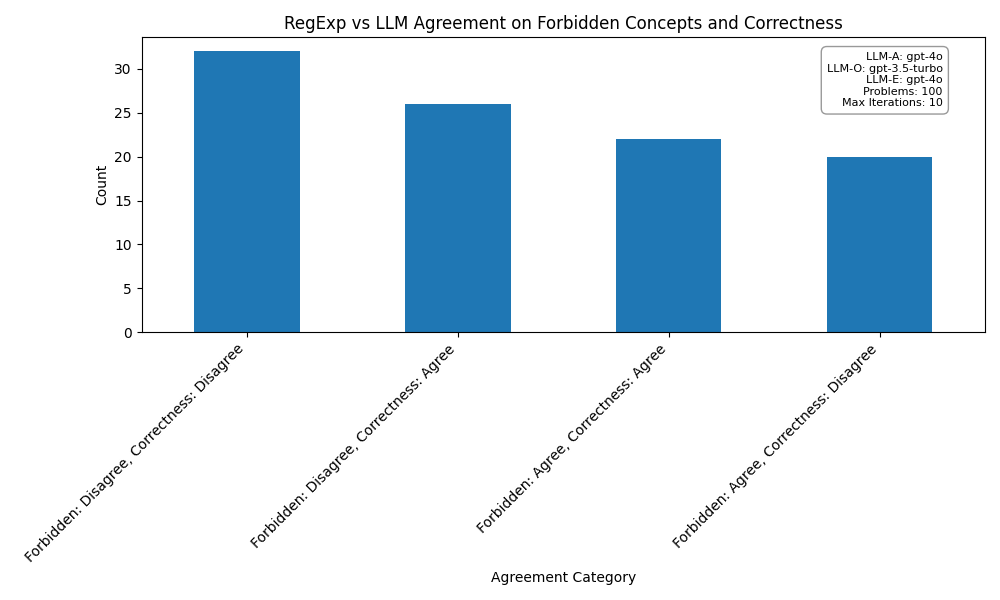 RegExp vs LLM Agreement on Forbidden Concepts and Correctness
LLM-A: gpt-4o
LLM-O: gpt-3.5-turbo
LLM-E: gpt-4o
Problems: 100
Max Iterations: 10
Count
30
25
20
15
10
5
0
Forbidden: Disagree, Correctness: Disagree
Forbidden: Disagree, Correctness: Agree
Forbidden: Agree, Correctness: Agree
Forbidden: Agree, Correctness: Disagree
Agreement Category